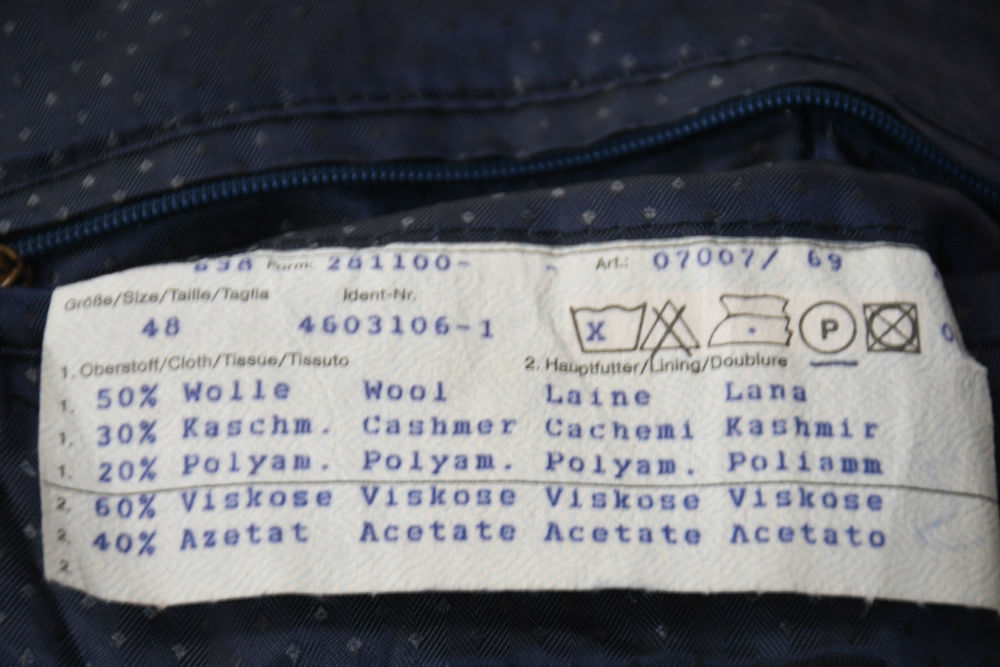 638 Form: 281100- Art.: 07007/ 69
Größe/Size/Taille/Taglia Ident-Nr.
48 4603106-1
X P
1. Oberstoff/Cloth/Tissue/Tissuto 2. Hauptfutter/Lining/Doublure
1. 50% Wolle Wool Laine Lana
1. 30% Kaschm. Cashmer Cachemi Kashmir
1. 20% Polyam. Polyam. Polyam. Poliamm
2. 60% Viskose Viskose Viskose Viskose
2. 40% Azetat Acetate Acetate Acetato
2.